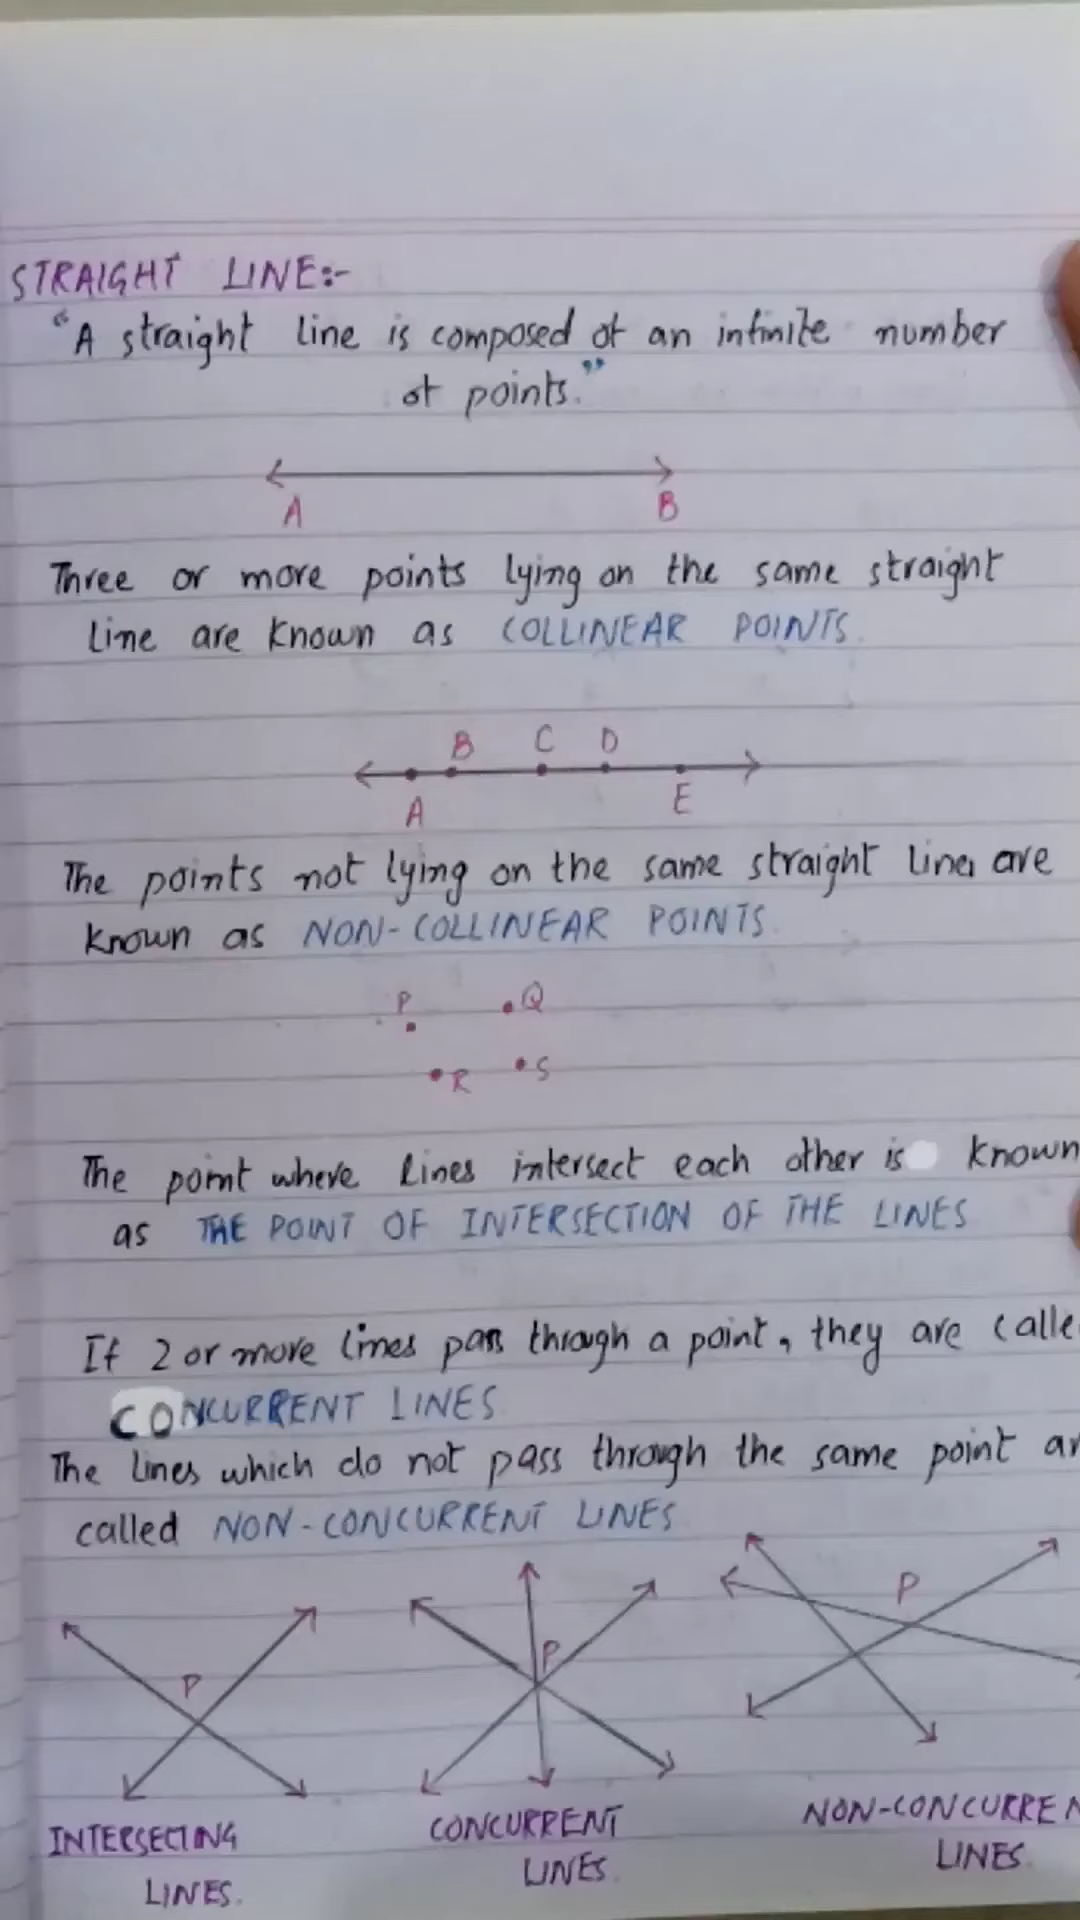 STRAIGHT LINE:-
"A straight line is composed of an infinite number
of points."
A B
Three or more points lying on the same straight
line are known as COLLINEAR POINTS.
B C D
A E
The points not lying on the same straight line are
known as NON-COLLINEAR POINTS.
P Q
R S
The point where lines intersect each other is known
as THE POINT OF INTERSECTION OF THE LINES
If 2 or more lines pass through a point, they are calle
CONCURRENT LINES
The lines which do not pass through the same point ar
called NON-CONCURRENT LINES
P P P
INTERSECTING LINES.
CONCURRENT LINES.
NON-CONCURREN LINES.